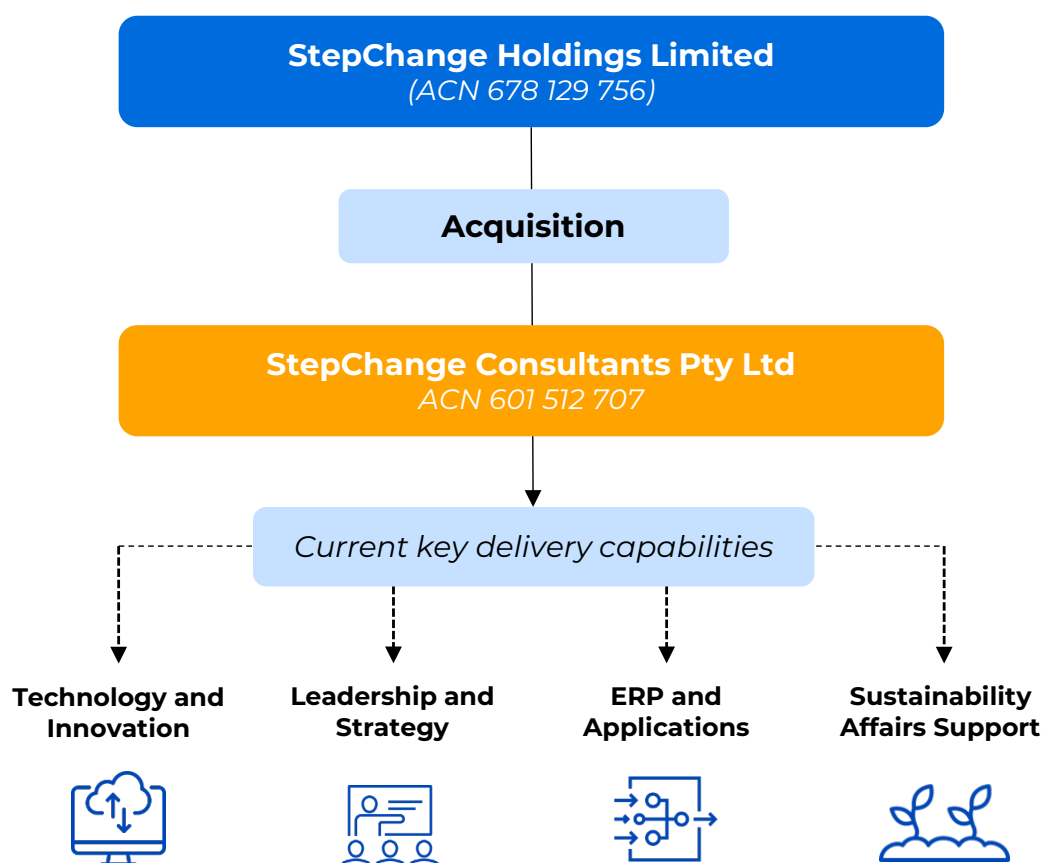 StepChange Holdings Limited
(ACN 678 129 756)
Acquisition
StepChange Consultants Pty Ltd
ACN 601 512 707
Current key delivery capabilities
Technology and
Innovation
Leadership and
Strategy
ERP and
Applications
Sustainability
Affairs Support